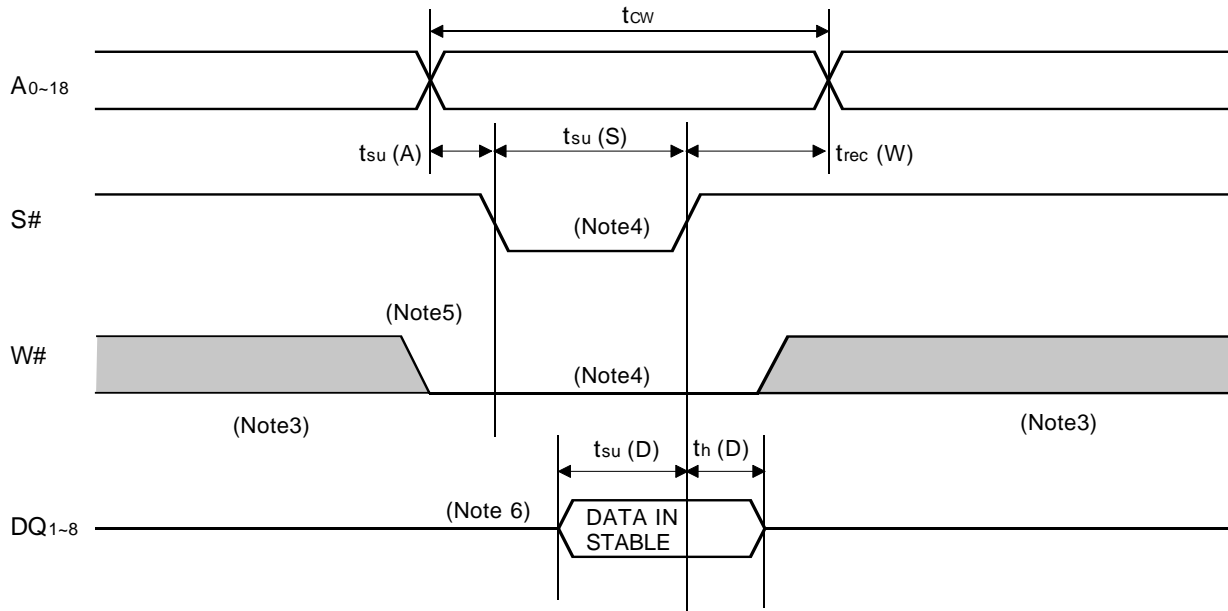 tCW
A0~18
tsu (A)
tsu (S)
trec (W)
S#
(Note4)
(Note5)
W#
(Note4)
(Note3)
(Note3)
tsu (D)
th (D)
(Note 6)
DQ1~8
DATA IN
STABLE